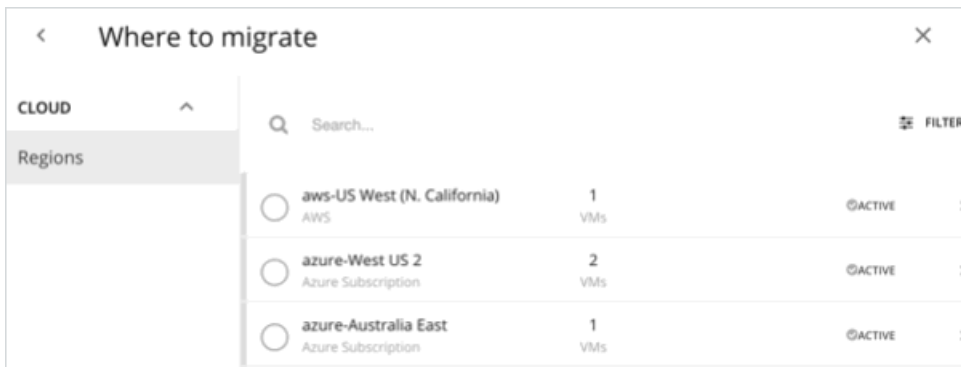 Where to migrate
CLOUD
Regions
Search...
FILTER
aws-US West (N. California)
AWS
1
VMs
ACTIVE
azure-West US 2
Azure Subscription
2
VMs
ACTIVE
azure-Australia East
Azure Subscription
1
VMs
ACTIVE